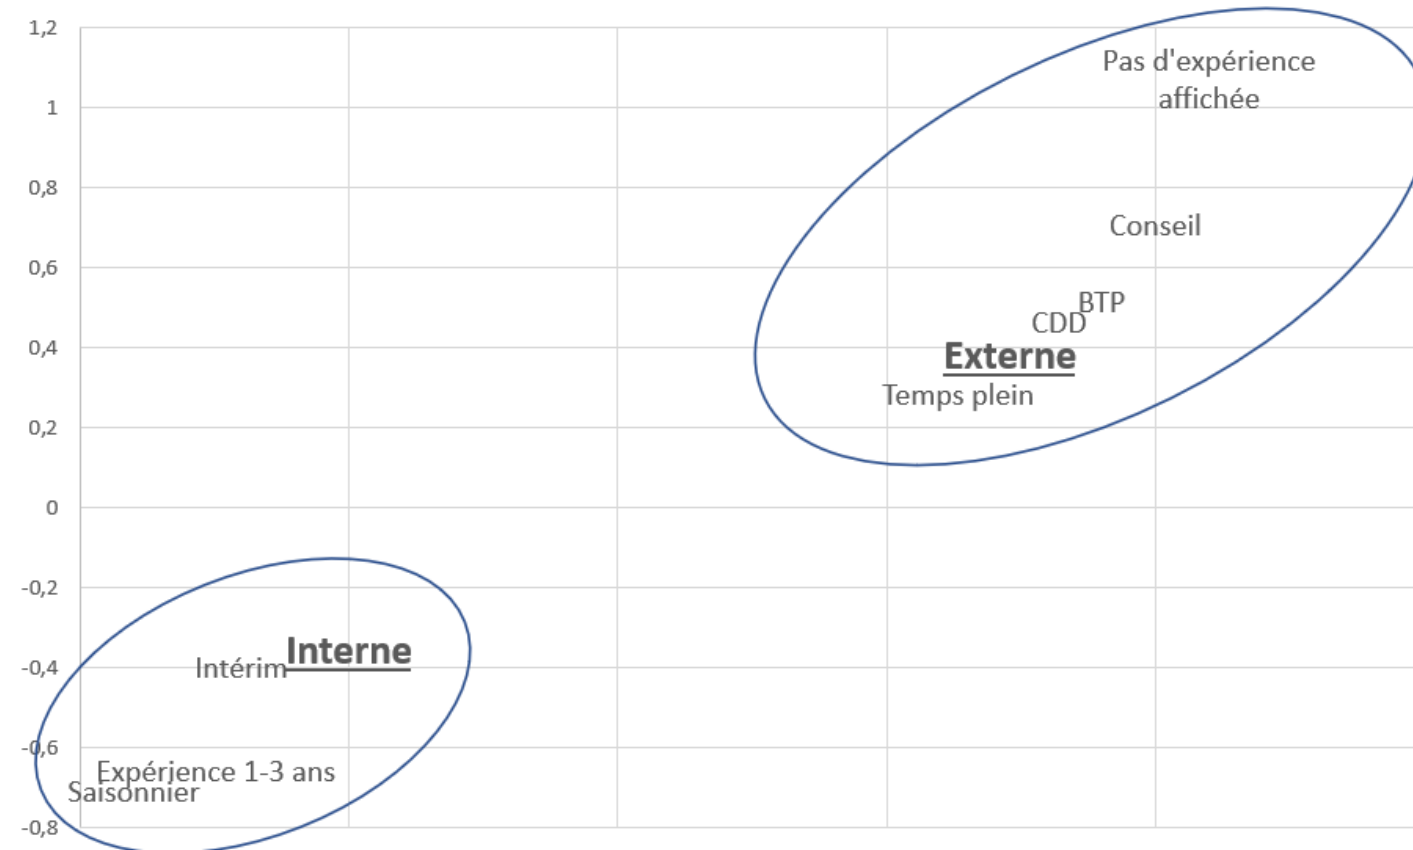 1,2
1
0,8
0,6
0,4
0,2
0
-0,2
-0,4
-0,6
-0,8
Pas d'expérience
affichée
Conseil
BTP
CDD
Externe
Temps plein
Interne
Intérim
Expérience 1-3 ans
Saisonnier